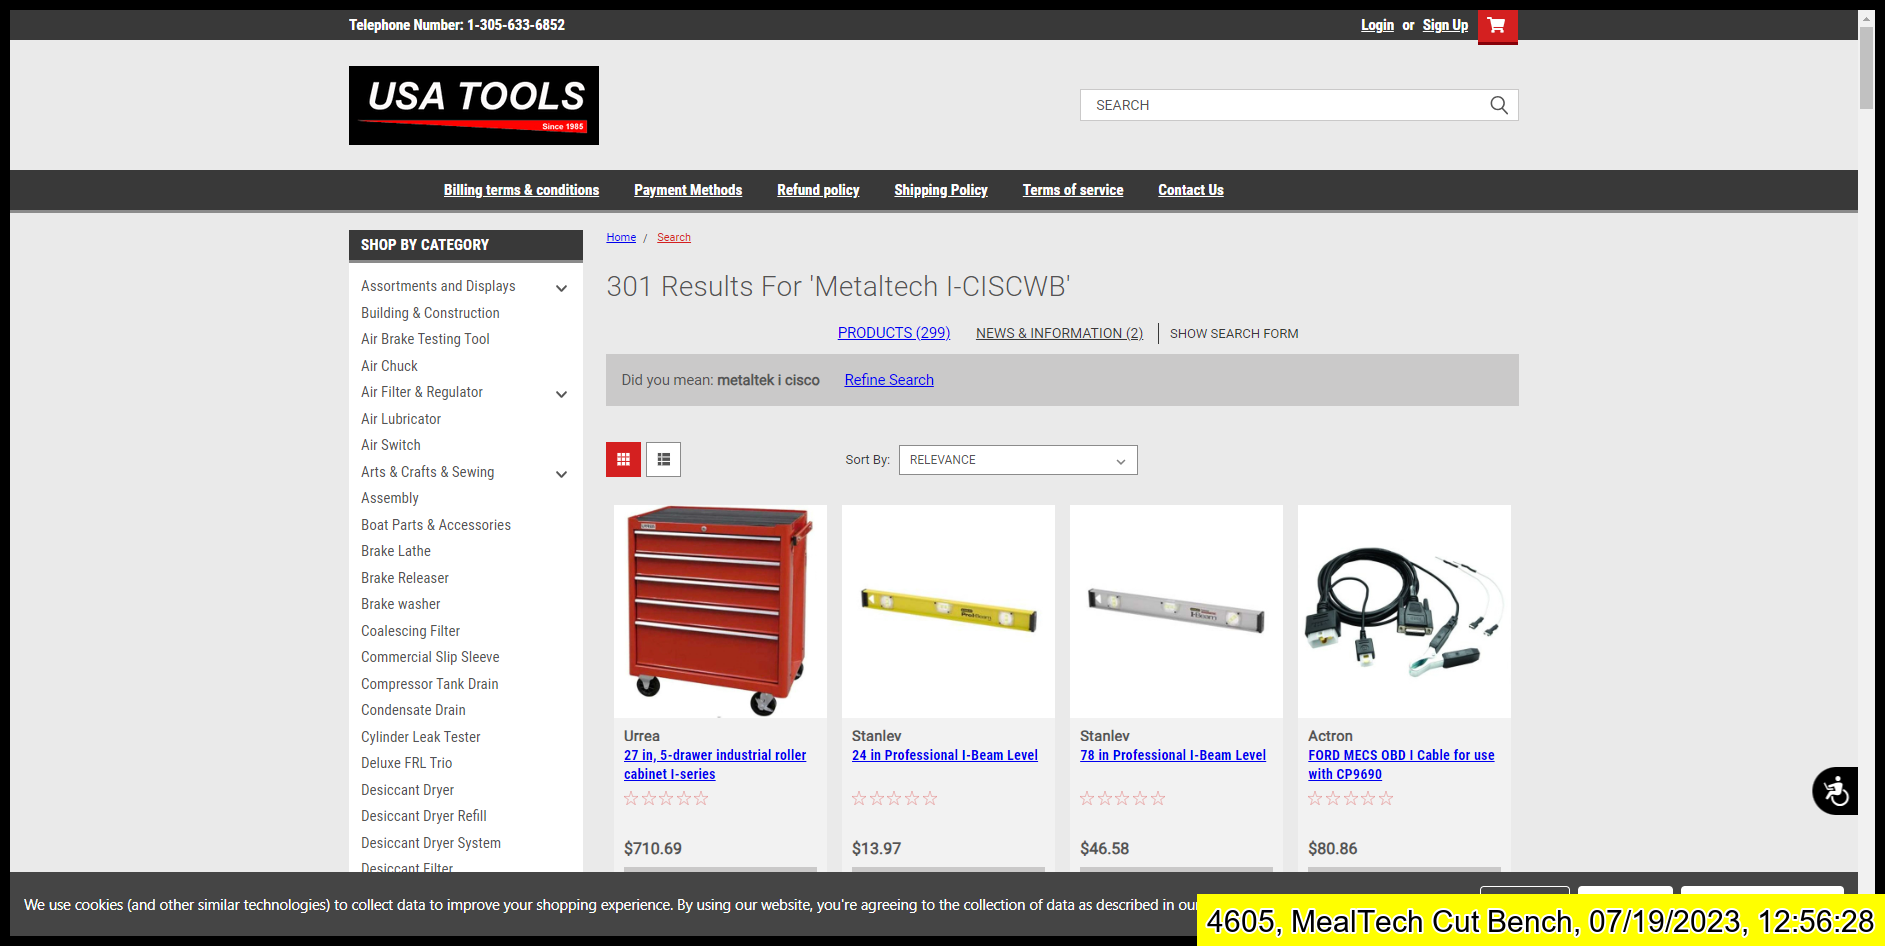 Telephone Number: 1-305-633-6852
Login or Sign Up
USA TOOLS
Since 1985
SEARCH
Billing terms & conditions
Payment Methods
Refund policy
Shipping Policy
Terms of service
Contact Us
SHOP BY CATEGORY
Assortments and Displays
Building & Construction
Air Brake Testing Tool
Air Chuck
Air Filter & Regulator
Air Lubricator
Air Switch
Arts & Crafts & Sewing
Assembly
Boat Parts & Accessories
Brake Lathe
Brake Releaser
Brake washer
Coalescing Filter
Commercial Slip Sleeve
Compressor Tank Drain
Condensate Drain
Cylinder Leak Tester
Deluxe FRL Trio
Desiccant Dryer
Desiccant Dryer Refill
Desiccant Dryer System
Desiccant Filter
Home / Search
301 Results For 'Metaltech I-CISCWB'
PRODUCTS (299)
NEWS & INFORMATION (2)
SHOW SEARCH FORM
Did you mean: metaltek i cisco
Refine Search
Sort By: RELEVANCE
Urrea
27 in, 5-drawer industrial roller
cabinet I-series
$710.69
Stanley
24 in Professional I-Beam Level
$13.97
I-Beam
Stanley
78 in Professional I-Beam Level
$46.58
Actron
FORD MECS OBD I Cable for use
with CP9690
$80.86
We use cookies (and other similar technologies) to collect data to improve your shopping experience. By using our website, you're agreeing to the collection of data as described in our
4605, MealTech Cut Bench, 07/19/2023, 12:56:28